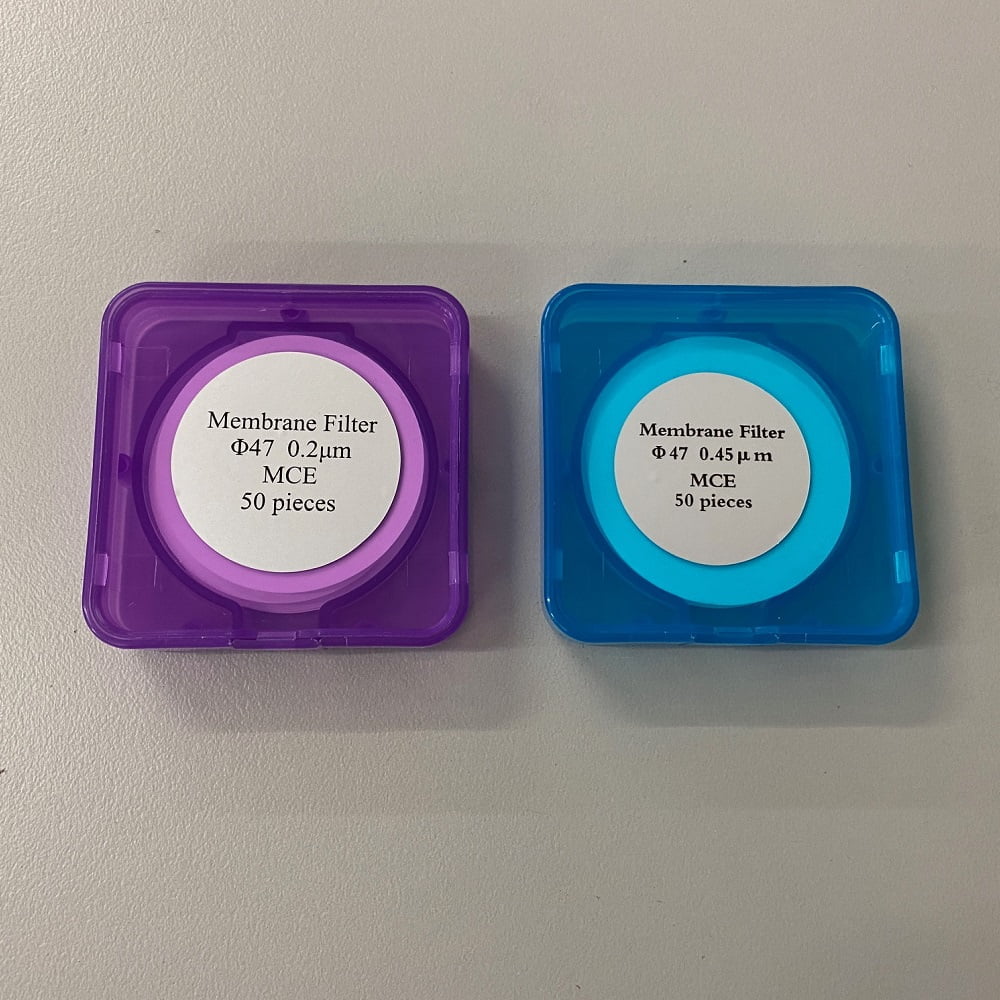 Membrane Filter
Φ47 0.2μm
MCE
50 pieces
Membrane Filter
Φ47 0.45μm
MCE
50 pieces